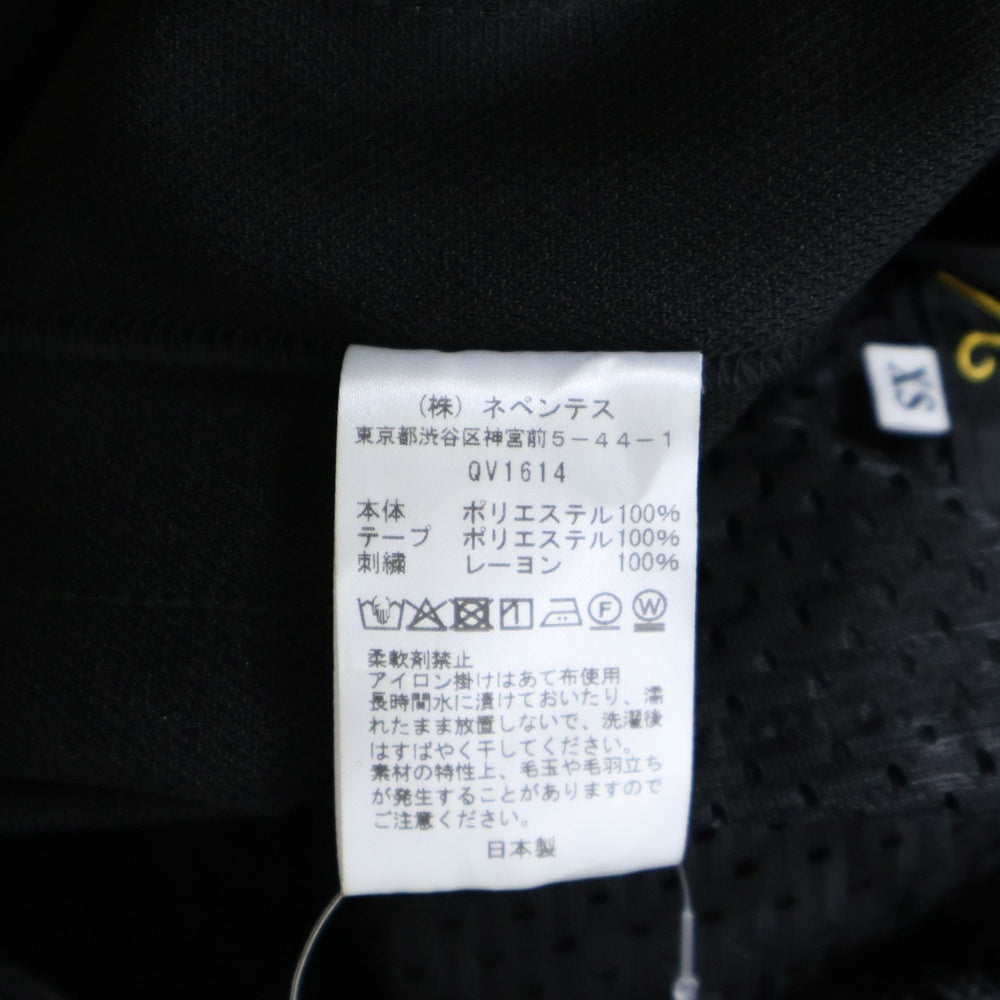 (株) ネペンテス
東京都渋谷区神宮前5-44-1
QV1614
本体 ポリエステル100%
テープ ポリエステル100%
刺繍 レーヨン 100%
F W
柔軟剤禁止
アイロン掛けはあて布使用
長時間水に漬けておいたり、濡
れたまま放置しないで、洗濯後
はすばやく干してください。
素材の特性上、毛玉や毛羽立ち
が発生することがありますので
ご注意ください。
日本製
XS